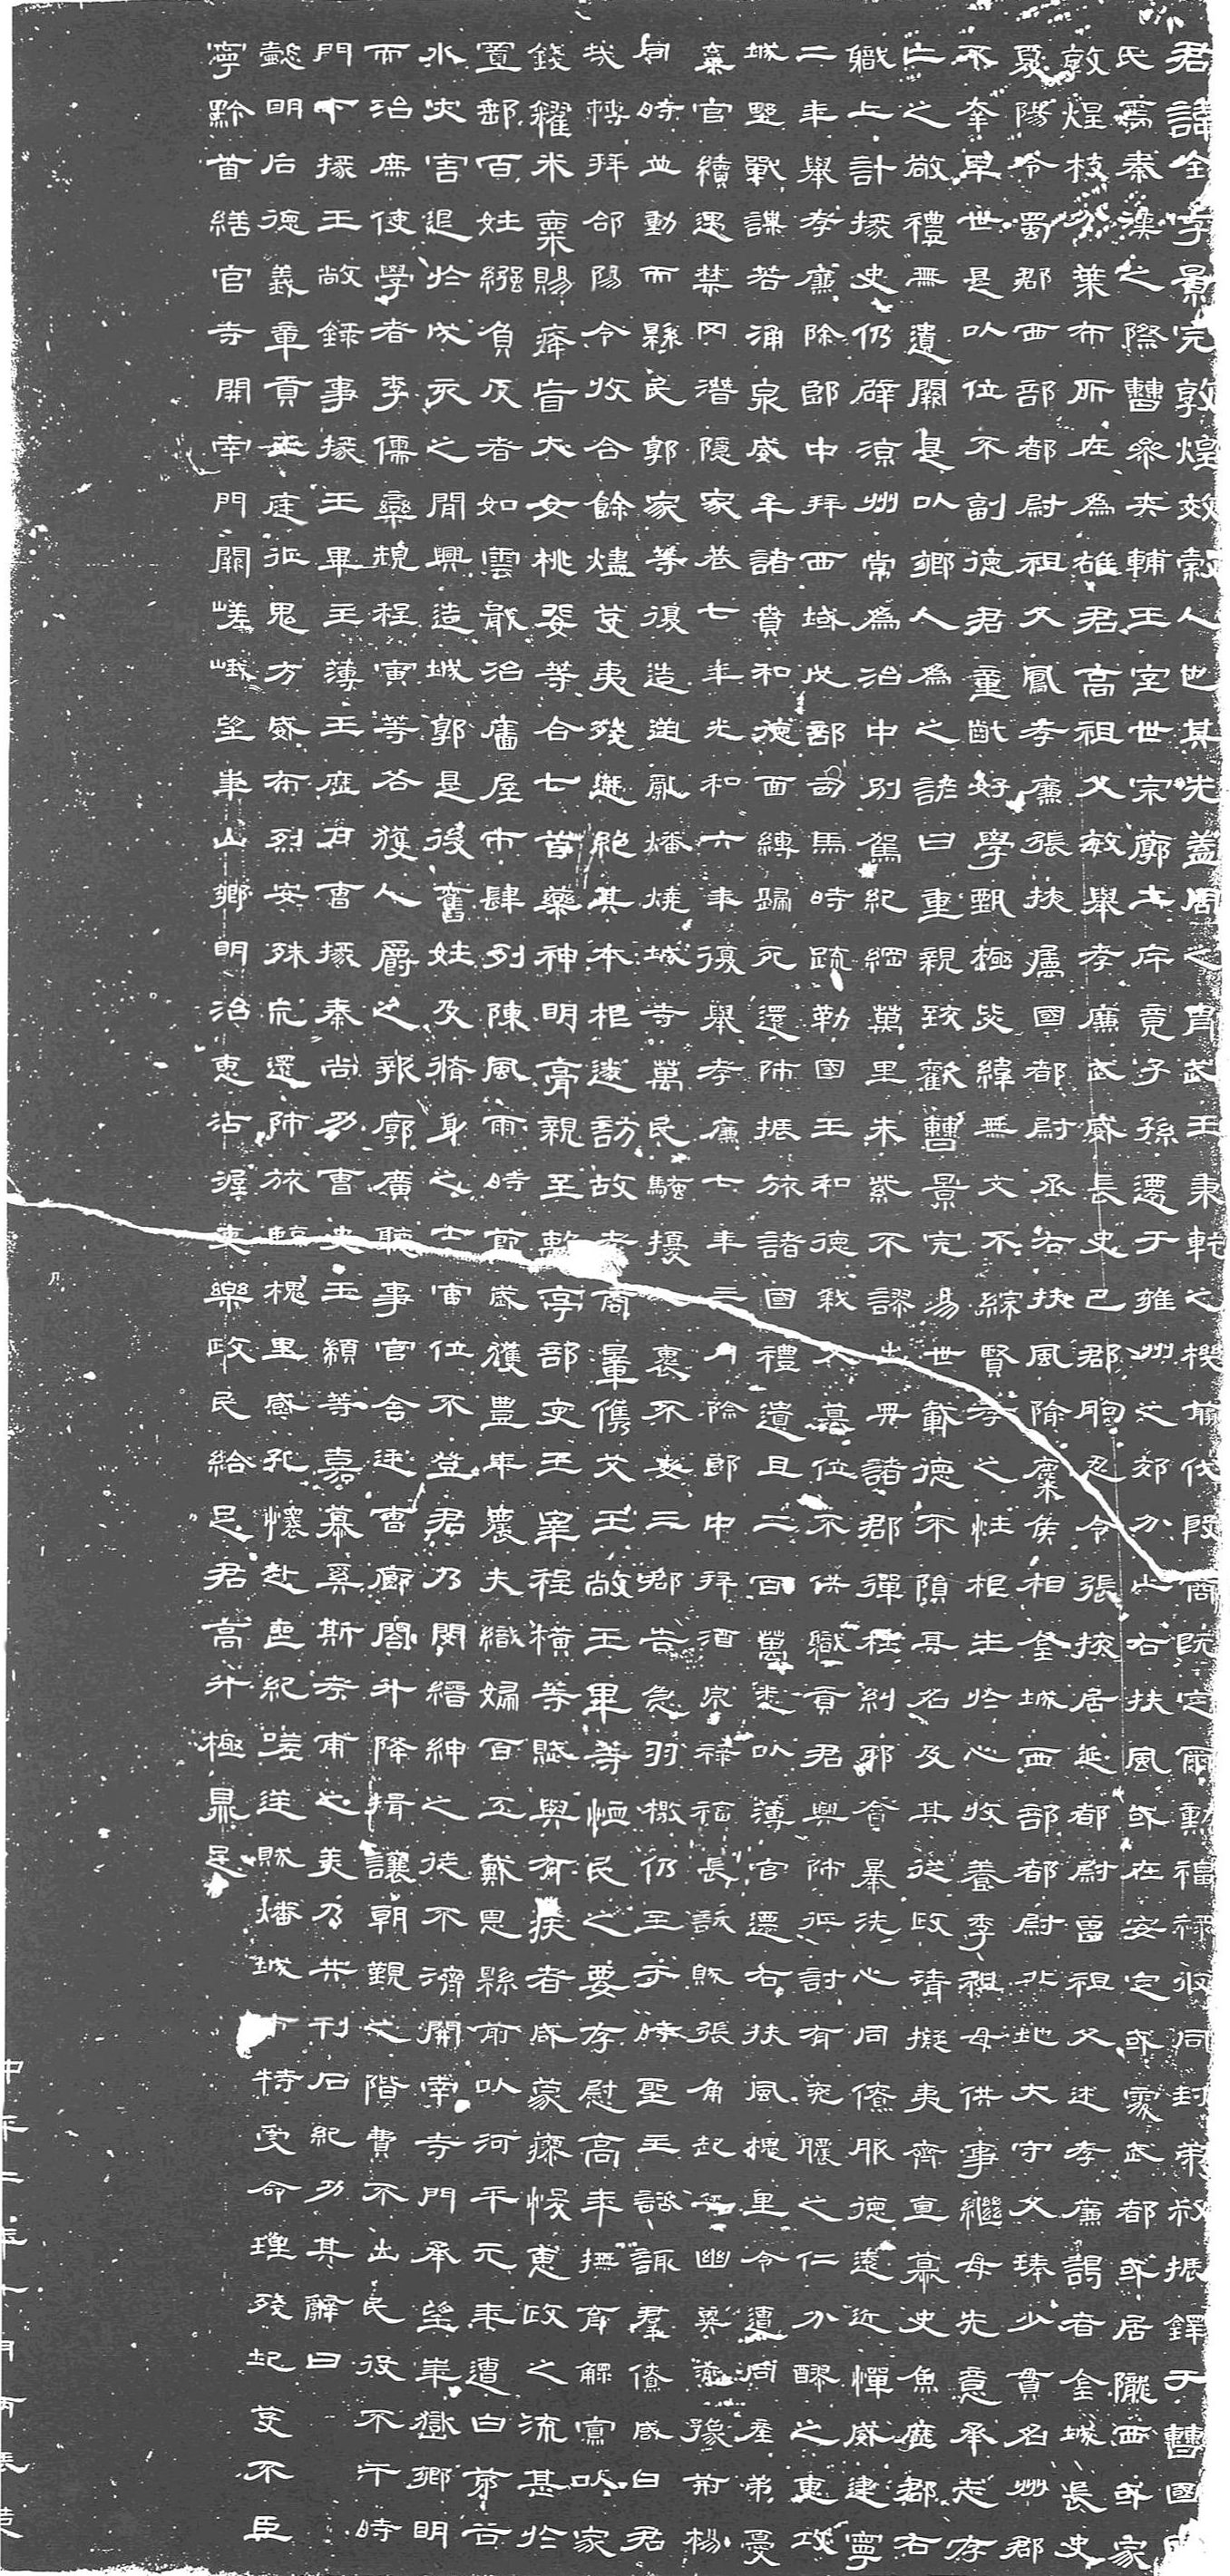 君諱全字景完敦煌效穀人也其先蓋周之胄武王秉乾之機翦伐殷商既定爾勳福祿攸同封弟叔振鐸于曹國因
氏焉秦漢之際曹參夾輔王室世宗廓土斥竟子孫遷于雍州之郊分止右扶風或在安定或處武都或居隴西或家
敦煌枝分葉布所在為雄君高祖父敏舉孝廉武威長史巴郡朐忍令張掖居延都尉曾祖父述孝廉謁者金城長史
夏陽令蜀郡西部都尉祖父鳳孝廉張掖屬國都尉丞右扶風隃麋侯相金城西部都尉北地大守父琫少貫名州郡
不幸早世是以位不副德君童齔好學甄極毖緯無文不綜賢孝之性根生於心收養季祖母供事繼母先意承志存
亡之敬禮無遺闕是以鄉人為之諺曰重親致歡曹景完易世載德不隕其名及其從政清擬夷齊直慕史魚歷郡右
職上計掾史仍辟涼州常為治中別駕紀綱萬里朱紫不謬出典諸郡彈枉糾邪貪暴洗心同僚服德遠近憚威建寧
二年舉孝廉除郎中拜西域戊部司馬時疏勒國王和德弒父篡位不供職貢君興師征討有兗膿之仁分醪之惠攻
城野戰謀若涌泉威牟諸賁和德面縛歸死還師振旅諸國禮遺且二百萬悉以薄官遷右扶風槐里令遭同產弟憂
棄官續遇禁罔潛隱家巷七年光和六年復舉孝廉七年三月除郎中拜酒泉祿福長訞賊張角起兵幽冀兗豫荊楊
同時並動而縣民郭家等復造逆亂燔燒城寺萬民騷擾人裹不安三郡告急羽檄仍至于時聖主諮諏群僚咸曰君
哉轉拜郃陽令收合餘燼芟夷殘迸絕其本根遂訪故老商量儁艾王敞王畢等恤民之要存慰高年撫育鰥寡以家
錢糴米粟賜癃盲大女桃婓等合七首藥神明膏親至離亭部吏王宰程橫等賦與有疾者咸蒙瘳悛惠政之流甚於
置郵百姓繈負反者如雲戢治廧屋市肆列陳風雨時節歲獲豐年農夫織婦百工戴恩縣前以河平元年遭白茅谷
水災害退於戌亥之間興造城郭是後舊姓及修身之士官位不登君乃閔縉紳之徒不濟開南寺門承望華嶽鄉明
而治庶使學者李儒欒規程寅等各獲人爵之報廓廣聽事官舍廷曹廊閣升降揖讓朝覲之階費不出民役不干時
門下掾王敞錄事掾王畢主簿王歷戶曹掾秦尚功曹史王顓等嘉慕奚斯考甫之美乃共刊石紀功其辭曰
懿明后德義章貢王庭征鬼方威布烈安殊荒還師旅臨槐里感孔懷赴喪紀嗟逆賊燔城市特受命理殘圯芟不臣
寧黔首繕官寺開南門闕嵯峨望華山鄉明治惠沾渥吏樂政民給足君高升極鼎足